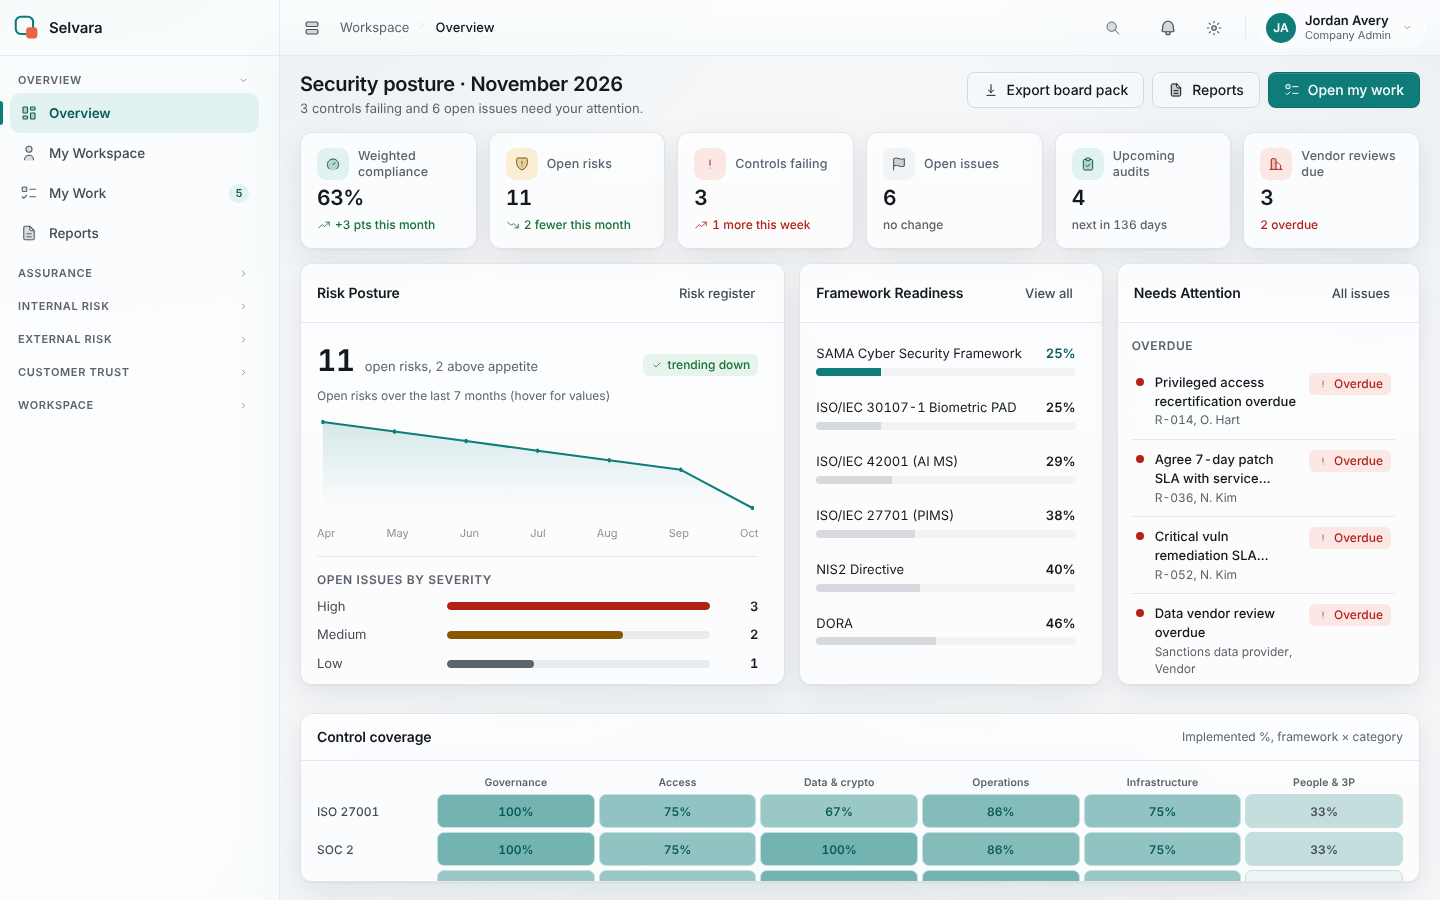 Selvara
OVERVIEW
Overview
My Workspace
My Work 5
Reports
ASSURANCE
INTERNAL RISK
EXTERNAL RISK
CUSTOMER TRUST
WORKSPACE
Workspace Overview
JA
Jordan Avery
Company Admin
Security posture · November 2026
3 controls failing and 6 open issues need your attention.
Export board pack
Reports
Open my work
Weighted
compliance
63%
+3 pts this month
Open risks
11
2 fewer this month
Controls failing
3
1 more this week
Open issues
6
no change
Upcoming
audits
4
next in 136 days
Vendor reviews
due
3
2 overdue
Risk Posture
Risk register
11 open risks, 2 above appetite
trending down
Open risks over the last 7 months (hover for values)
Apr May Jun Jul Aug Sep Oct
OPEN ISSUES BY SEVERITY
High 3
Medium 2
Low 1
Framework Readiness
View all
SAMA Cyber Security Framework 25%
ISO/IEC 30107-1 Biometric PAD 25%
ISO/IEC 42001 (AI MS) 29%
ISO/IEC 27701 (PIMS) 38%
NIS2 Directive 40%
DORA 46%
Needs Attention
All issues
OVERDUE
Privileged access
recertification overdue
R-014, O. Hart
Overdue
Agree 7-day patch
SLA with service...
R-036, N. Kim
Overdue
Critical vuln
remediation SLA...
R-052, N. Kim
Overdue
Data vendor review
overdue
Sanctions data provider,
Vendor
Overdue
Control coverage
Implemented %, framework × category
Governance Access Data & crypto Operations Infrastructure People & 3P
ISO 27001 100% 75% 67% 86% 75% 33%
SOC 2 100% 75% 100% 86% 75% 33%